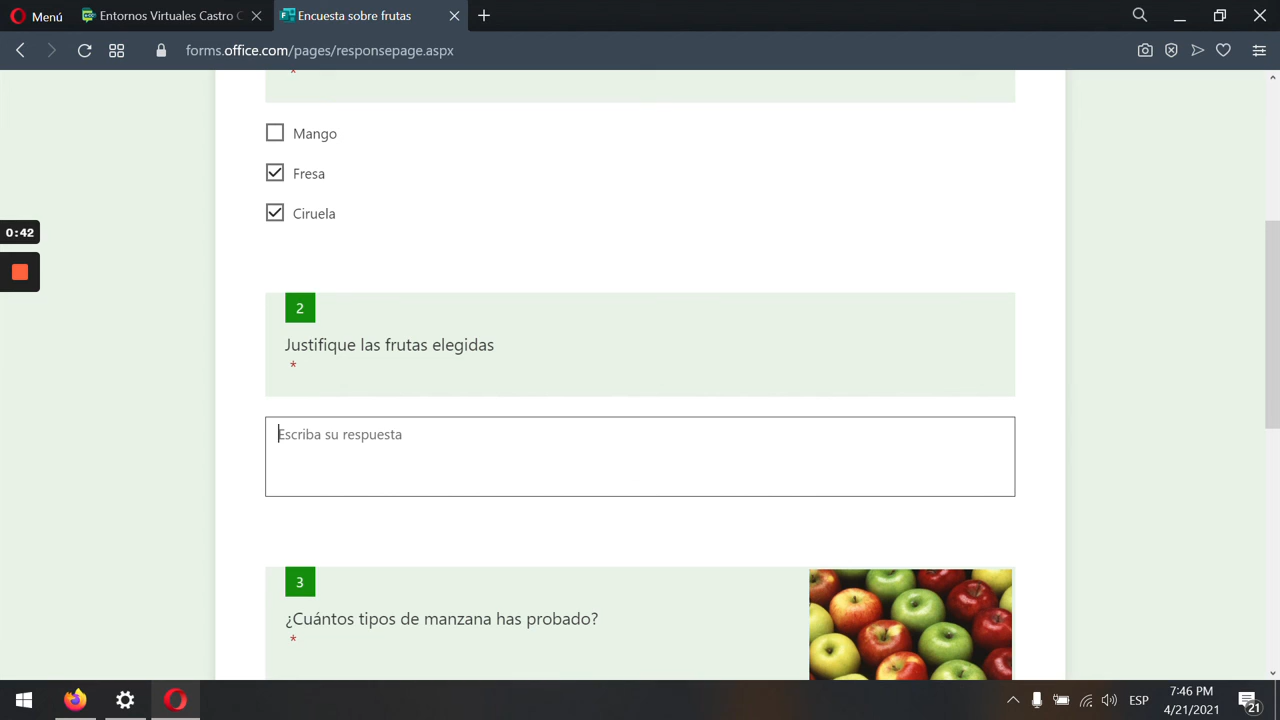 Menú
Entornos Virtuales Castro C
Encuesta sobre frutas
forms.office.com/pages/responsepage.aspx
*
Mango
Fresa
Ciruela
0:42
2
Justifique las frutas elegidas
*
Escriba su respuesta
3
¿Cuántos tipos de manzana has probado?
*
ESP
7:46 PM
4/21/2021
21